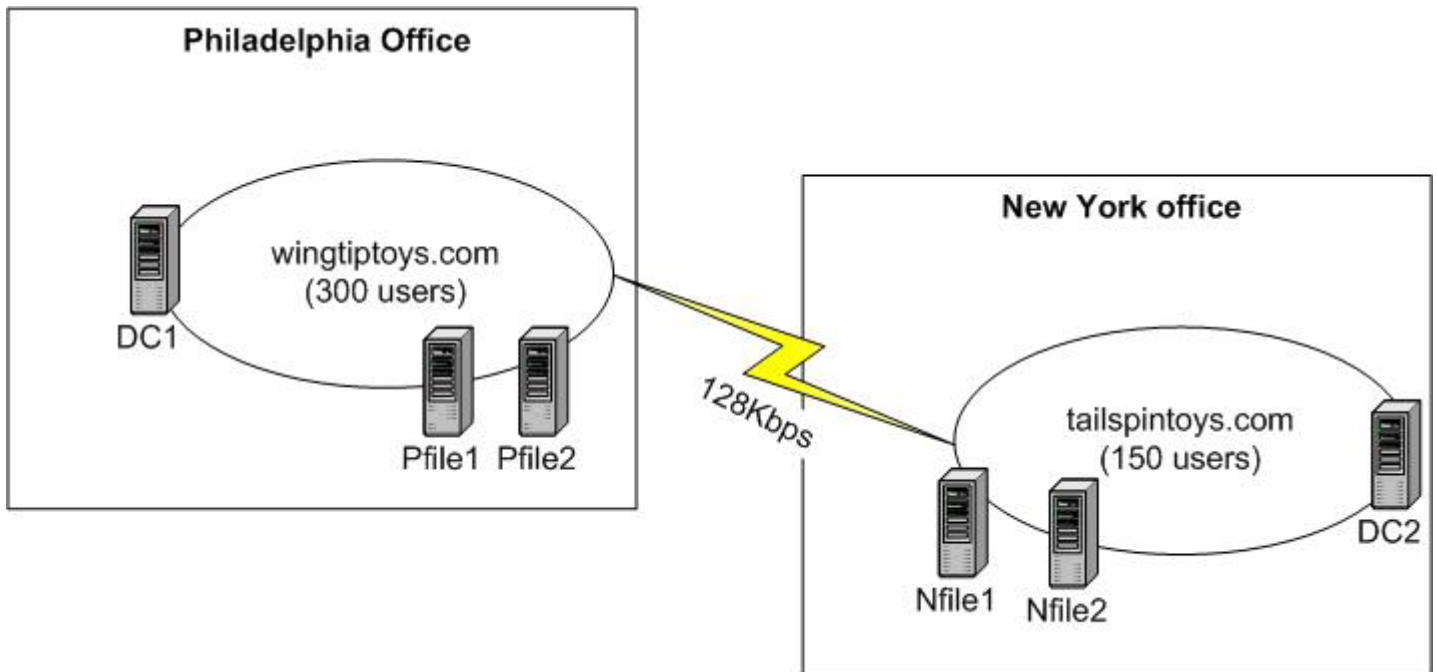 Philadelphia Office
wingtiptoys.com
(300 users)
DC1
Pfile1
Pfile2
128Kbps
New York office
tailspintoys.com
(150 users)
DC2
Nfile1
Nfile2